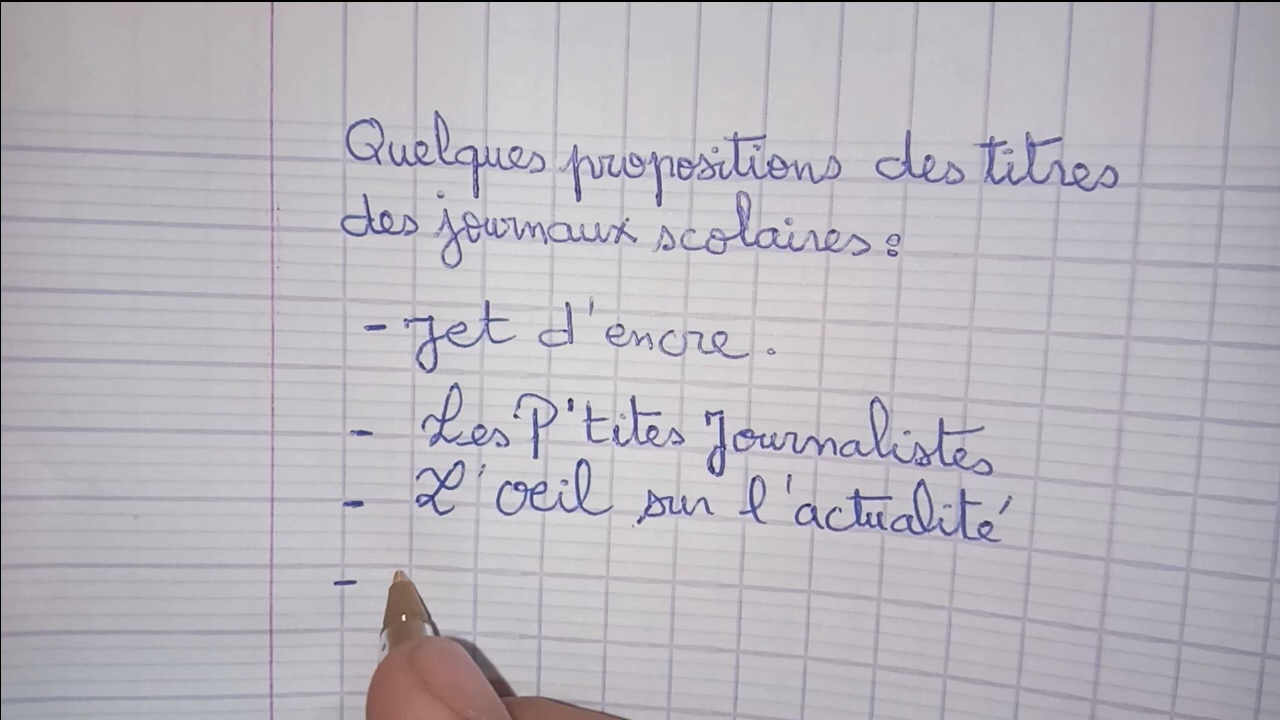 Quelques propositions des titres
des journaux scolaires :
- Jet d'encre.
- Les P'tites Journalistes
- L'oeil sur l'actualité
-